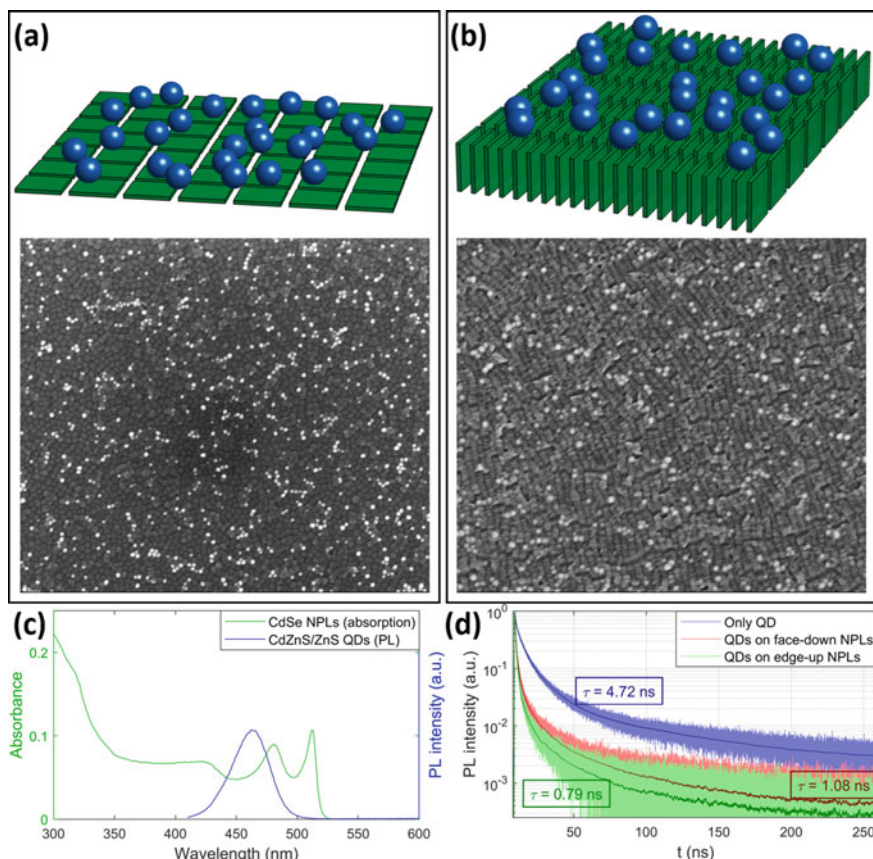 (a)
(b)
(c)
CdSe NPLs (absorption)
CdZnS/ZnS QDs (PL)
0.2
0.1
0
Absorbance
PL intensity (a.u.)
300
350
400
450
500
550
600
Wavelength (nm)
(d)
Only QD
QDs on face-down NPLs
QDs on edge-up NPLs
10⁰
10⁻¹
10⁻²
10⁻³
PL intensity (a.u.)
τ = 4.72 ns
τ = 1.08 ns
τ = 0.79 ns
50
100
150
200
250
t (ns)